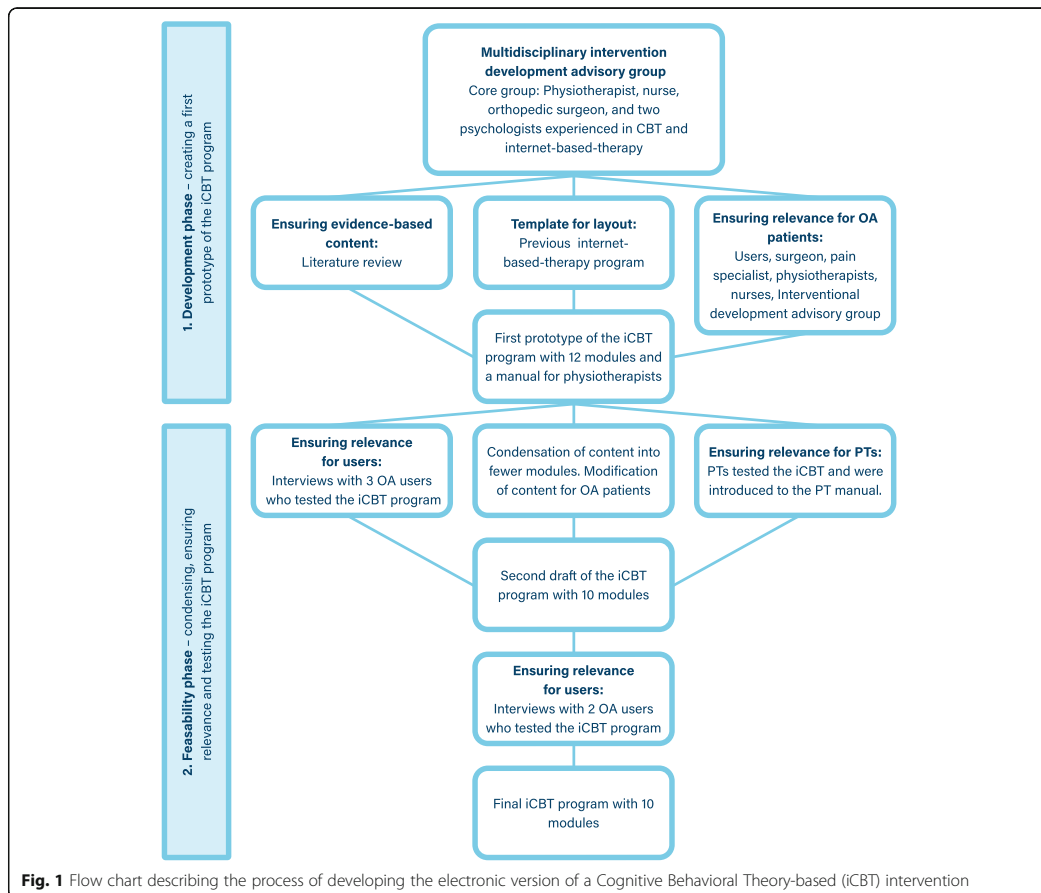 1. Development phase – creating a first
prototype of the iCBT program
Multidisciplinary intervention
development advisory group
Core group: Physiotherapist, nurse,
orthopedic surgeon, and two
psychologists experienced in CBT and
internet-based-therapy
Ensuring evidence-based
content:
Literature review
Template for layout:
Previous internet-
based-therapy program
Ensuring relevance for OA
patients:
Users, surgeon, pain
specialist, physiotherapists,
nurses, Interventional
development advisory group
First prototype of the iCBT
program with 12 modules and
a manual for physiotherapists
2. Feasability phase – condensing, ensuring
relevance and testing the iCBT program
Ensuring relevance
for users:
Interviews with 3 OA users
who tested the iCBT program
Condensation of content into
fewer modules. Modification
of content for OA patients
Ensuring relevance for PTs:
PTs tested the iCBT and were
introduced to the PT manual.
Second draft of the iCBT
program with 10 modules
Ensuring relevance
for users:
Interviews with 2 OA users
who tested the iCBT program
Final iCBT program with 10
modules
Fig. 1 Flow chart describing the process of developing the electronic version of a Cognitive Behavioral Theory-based (iCBT) intervention